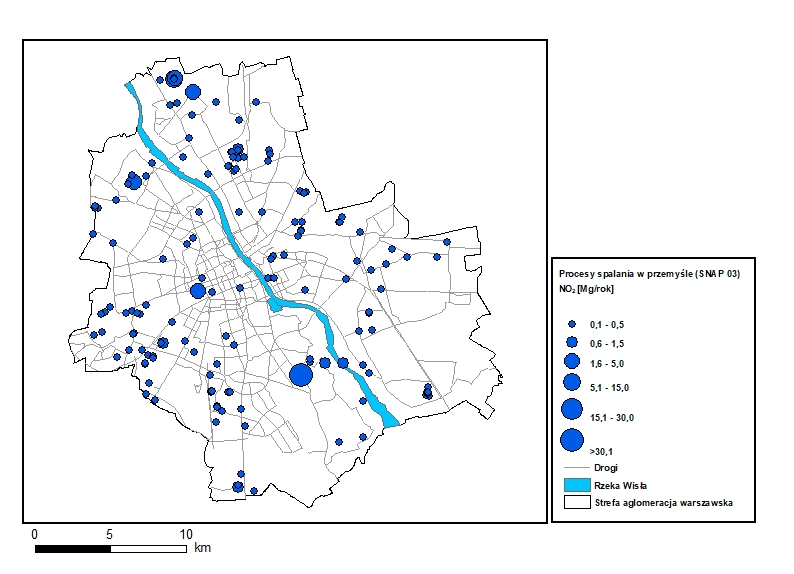 Procesy spalania w przemyśle (SNAP 03)
NO₂ [Mg/rok]
0,1 - 0,5
0,6 - 1,5
1,6 - 5,0
5,1 - 15,0
15,1 - 30,0
>30,1
Drogi
Rzeka Wisła
Strefa aglomeracja warszawska
0 5 10
km